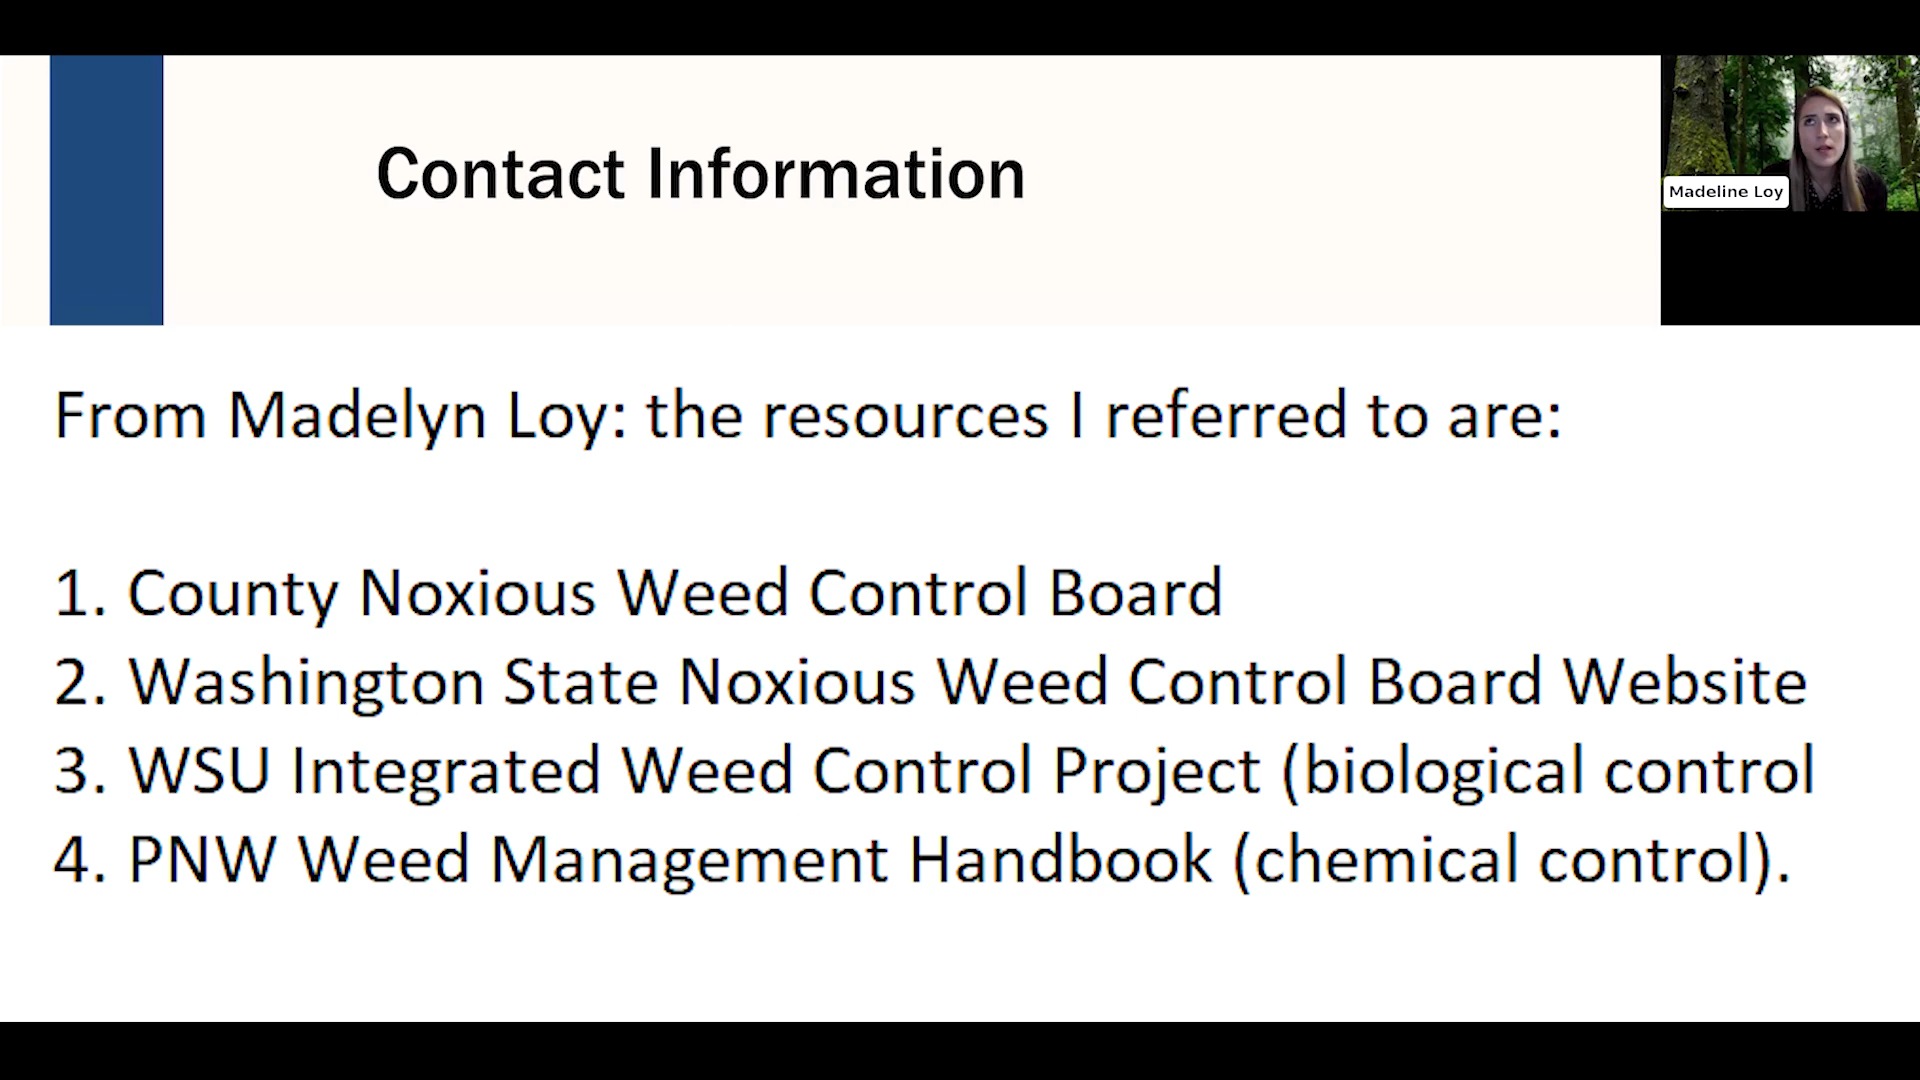 Contact Information
Madeline Loy
From Madelyn Loy: the resources I referred to are:
1. County Noxious Weed Control Board
2. Washington State Noxious Weed Control Board Website
3. WSU Integrated Weed Control Project (biological control
4. PNW Weed Management Handbook (chemical control).